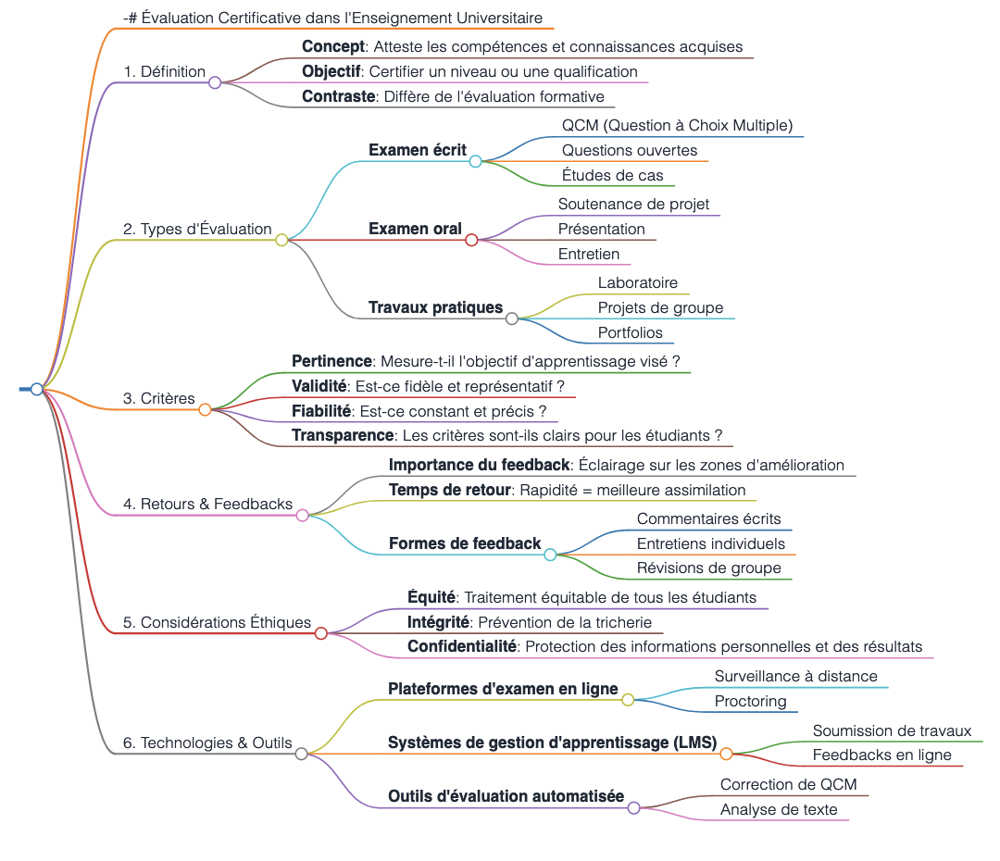 -# Évaluation Certificative dans l'Enseignement Universitaire
1. Définition
Concept: Atteste les compétences et connaissances acquises
Objectif: Certifier un niveau ou une qualification
Contraste: Diffère de l'évaluation formative
2. Types d'Évaluation
Examen écrit
QCM (Question à Choix Multiple)
Questions ouvertes
Études de cas
Examen oral
Soutenance de projet
Présentation
Entretien
Travaux pratiques
Laboratoire
Projets de groupe
Portfolios
3. Critères
Pertinence: Mesure-t-il l'objectif d'apprentissage visé ?
Validité: Est-ce fidèle et représentatif ?
Fiabilité: Est-ce constant et précis ?
Transparence: Les critères sont-ils clairs pour les étudiants ?
4. Retours & Feedbacks
Importance du feedback: Éclairage sur les zones d'amélioration
Temps de retour: Rapidité = meilleure assimilation
Formes de feedback
Commentaires écrits
Entretiens individuels
Révisions de groupe
5. Considérations Éthiques
Équité: Traitement équitable de tous les étudiants
Intégrité: Prévention de la tricherie
Confidentialité: Protection des informations personnelles et des résultats
6. Technologies & Outils
Plateformes d'examen en ligne
Surveillance à distance
Proctoring
Systèmes de gestion d'apprentissage (LMS)
Soumission de travaux
Feedbacks en ligne
Outils d'évaluation automatisée
Correction de QCM
Analyse de texte